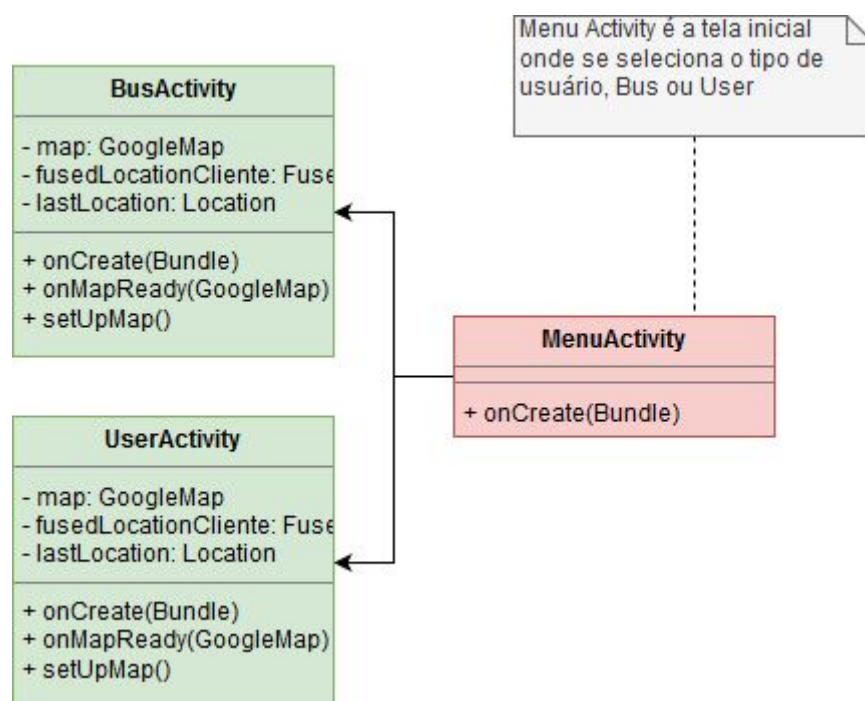 Menu Activity é a tela inicial
onde se seleciona o tipo de
usuário, Bus ou User
BusActivity
- map: GoogleMap
- fusedLocationCliente: Fuse
- lastLocation: Location
+ onCreate(Bundle)
+ onMapReady(GoogleMap)
+ setUpMap()
MenuActivity
+ onCreate(Bundle)
UserActivity
- map: GoogleMap
- fusedLocationCliente: Fuse
- lastLocation: Location
+ onCreate(Bundle)
+ onMapReady(GoogleMap)
+ setUpMap()